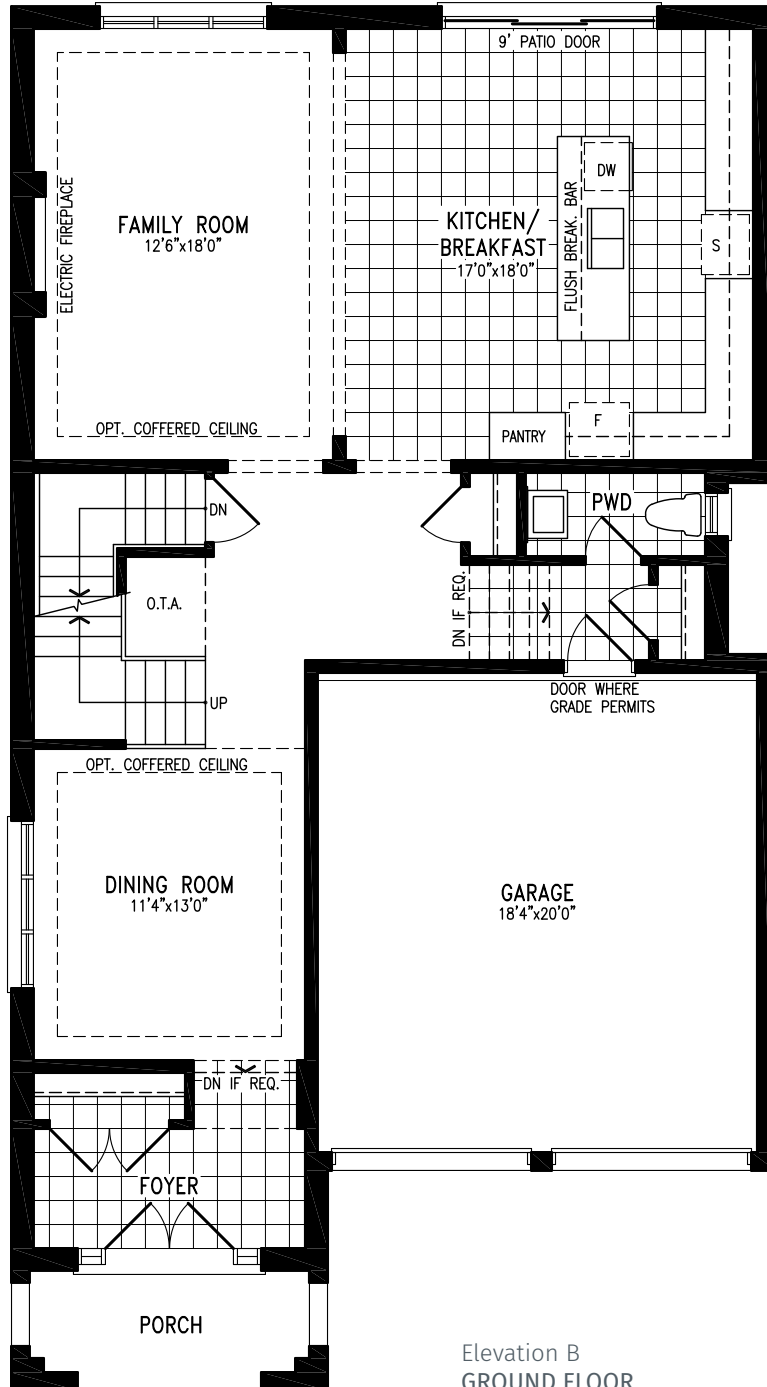 9' PATIO DOOR
DW
ELECTRIC FIREPLACE
FAMILY ROOM
12'6"x18'0"
KITCHEN/
BREAKFAST
17'0"x18'0"
FLUSH BREAK. BAR
S
OPT. COFFERED CEILING
PANTRY
F
DN
PWD
O.T.A.
DN IF REQ.
UP
DOOR WHERE
GRADE PERMITS
OPT. COFFERED CEILING
DINING ROOM
11'4"x13'0"
GARAGE
18'4"x20'0"
DN IF REQ.
FOYER
PORCH
Elevation B
GROUND FLOOR